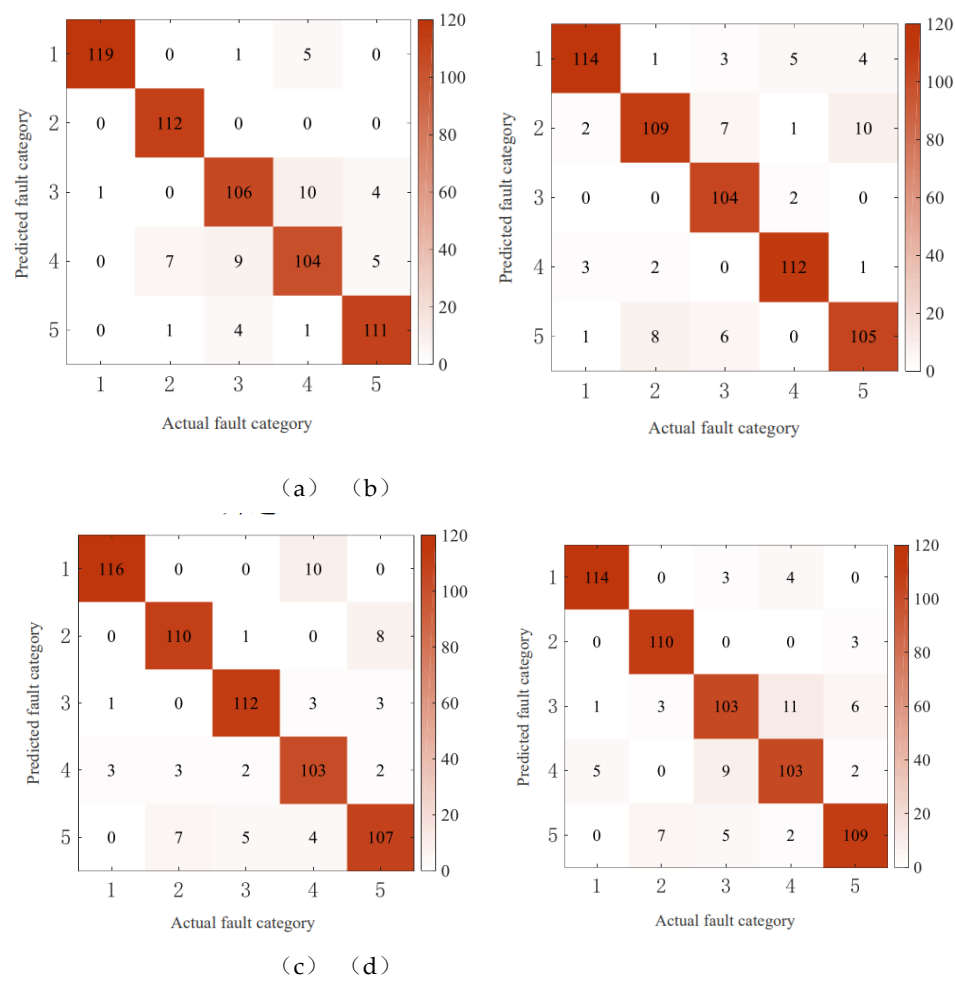 120
1 119 0 1 5 0
100
2 0 112 0 0 0
80
3 1 0 106 10 4
60
40
4 0 7 9 104 5
20
5 0 1 4 1 111
0
1 2 3 4 5
Predicted fault category
Actual fault category
120
1 114 1 3 5 4
100
2 2 109 7 1 10
80
3 0 0 104 2 0
60
40
4 3 2 0 112 1
20
5 1 8 6 0 105
0
1 2 3 4 5
Predicted fault category
Actual fault category
（a） （b）
120
1 116 0 0 10 0
100
2 0 110 1 0 8
80
3 1 0 112 3 3
60
40
4 3 3 2 103 2
20
5 0 7 5 4 107
0
1 2 3 4 5
Predicted fault category
Actual fault category
120
1 114 0 3 4 0
100
2 0 110 0 0 3
80
3 1 3 103 11 6
60
40
4 5 0 9 103 2
20
5 0 7 5 2 109
0
1 2 3 4 5
Predicted fault category
Actual fault category
（c） （d）